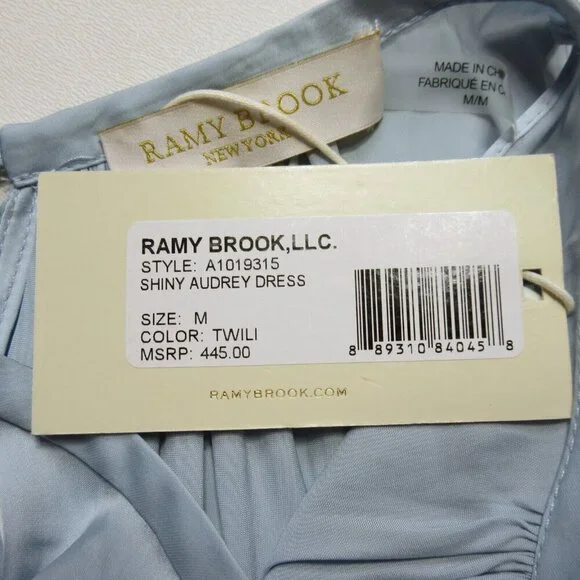 RAMY BROOK
NEW YORK
MADE IN
FABRIQUÉ EN
M/M
RAMY BROOK,LLC.
STYLE: A1019315
SHINY AUDREY DRESS
SIZE: M
COLOR: TWILI
MSRP: 445.00
8 89310 84045 8
RAMYBROOK.COM